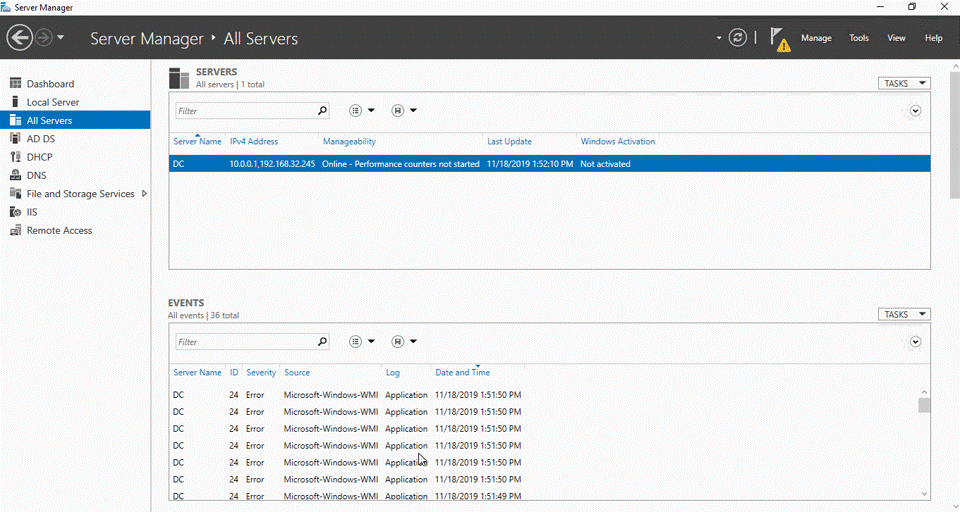 Server Manager
Server Manager ‣ All Servers
Manage Tools View Help
Dashboard
Local Server
All Servers
AD DS
DHCP
DNS
File and Storage Services
IIS
Remote Access
SERVERS
All servers | 1 total
TASKS
Filter
Server Name IPv4 Address Manageability Last Update Windows Activation
DC 10.0.0.1,192.168.32.245 Online - Performance counters not started 11/18/2019 1:52:10 PM Not activated
EVENTS
All events | 36 total
TASKS
Filter
Server Name ID Severity Source Log Date and Time
DC 24 Error Microsoft-Windows-WMI Application 11/18/2019 1:51:50 PM
DC 24 Error Microsoft-Windows-WMI Application 11/18/2019 1:51:50 PM
DC 24 Error Microsoft-Windows-WMI Application 11/18/2019 1:51:50 PM
DC 24 Error Microsoft-Windows-WMI Application 11/18/2019 1:51:50 PM
DC 24 Error Microsoft-Windows-WMI Application 11/18/2019 1:51:50 PM
DC 24 Error Microsoft-Windows-WMI Application 11/18/2019 1:51:50 PM
DC 24 Error Microsoft-Windows-WMI Application 11/18/2019 1:51:49 PM